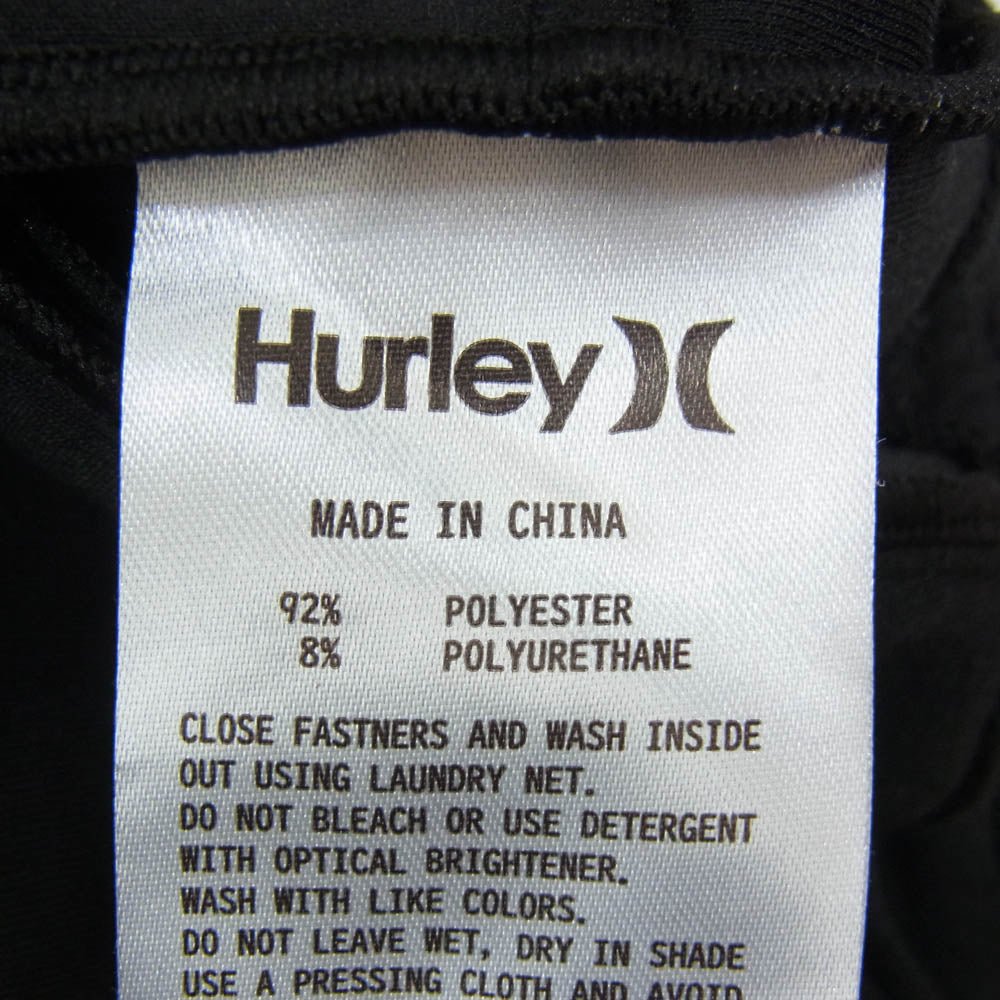 Hurley
MADE IN CHINA
92% POLYESTER
8% POLYURETHANE
CLOSE FASTNERS AND WASH INSIDE
OUT USING LAUNDRY NET.
DO NOT BLEACH OR USE DETERGENT
WITH OPTICAL BRIGHTENER.
WASH WITH LIKE COLORS.
DO NOT LEAVE WET, DRY IN SHADE
USE A PRESSING CLOTH AND AVOID